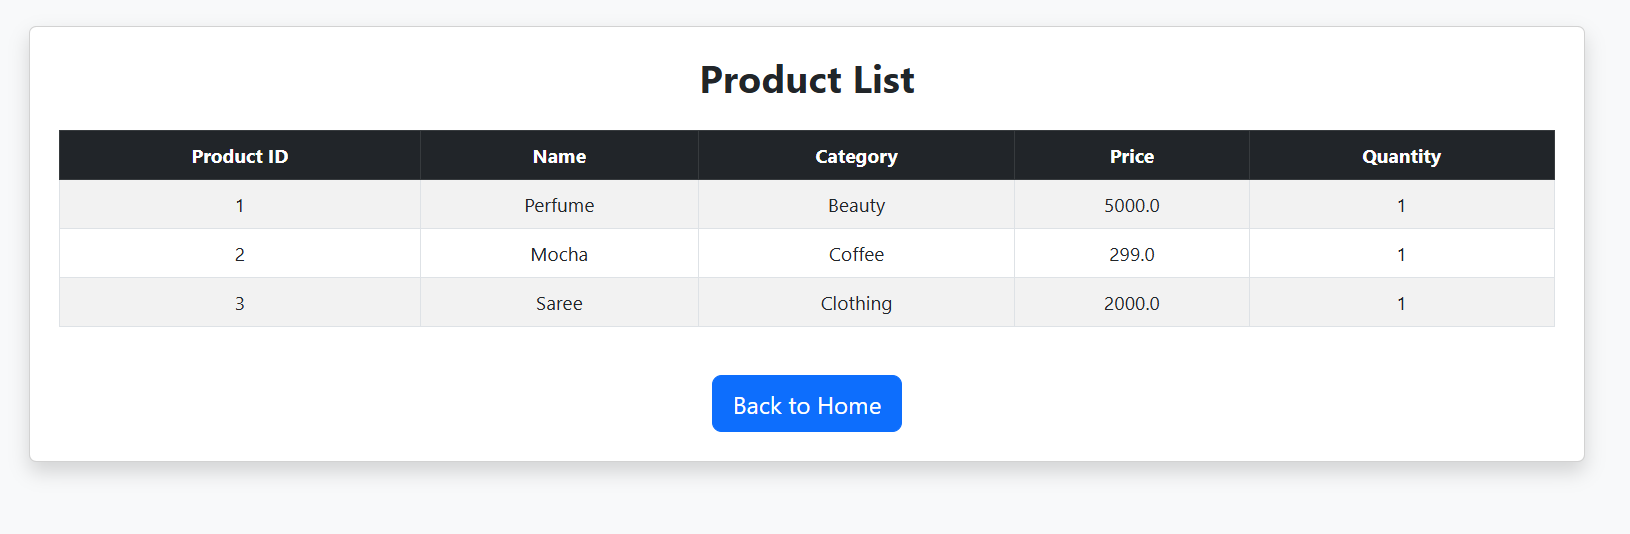 Product List
Product ID Name Category Price Quantity
1 Perfume Beauty 5000.0 1
2 Mocha Coffee 299.0 1
3 Saree Clothing 2000.0 1
Back to Home